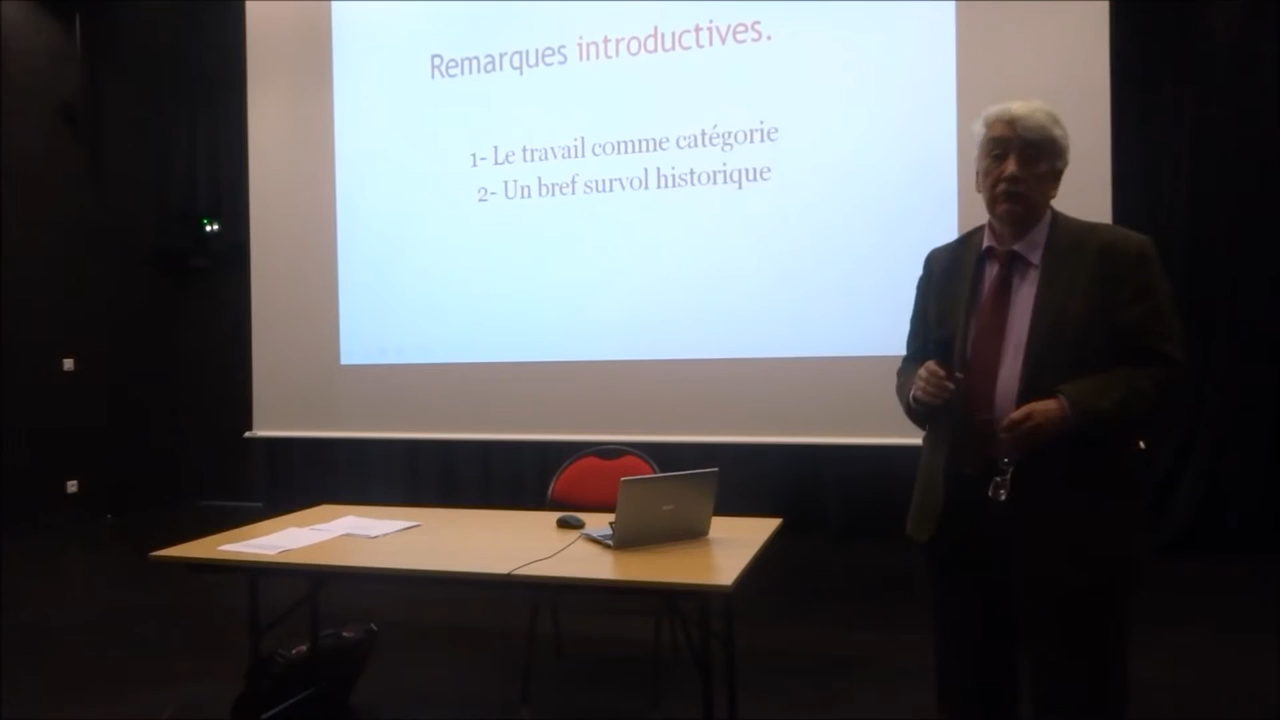 Remarques introductives.
1- Le travail comme catégorie
2- Un bref survol historique